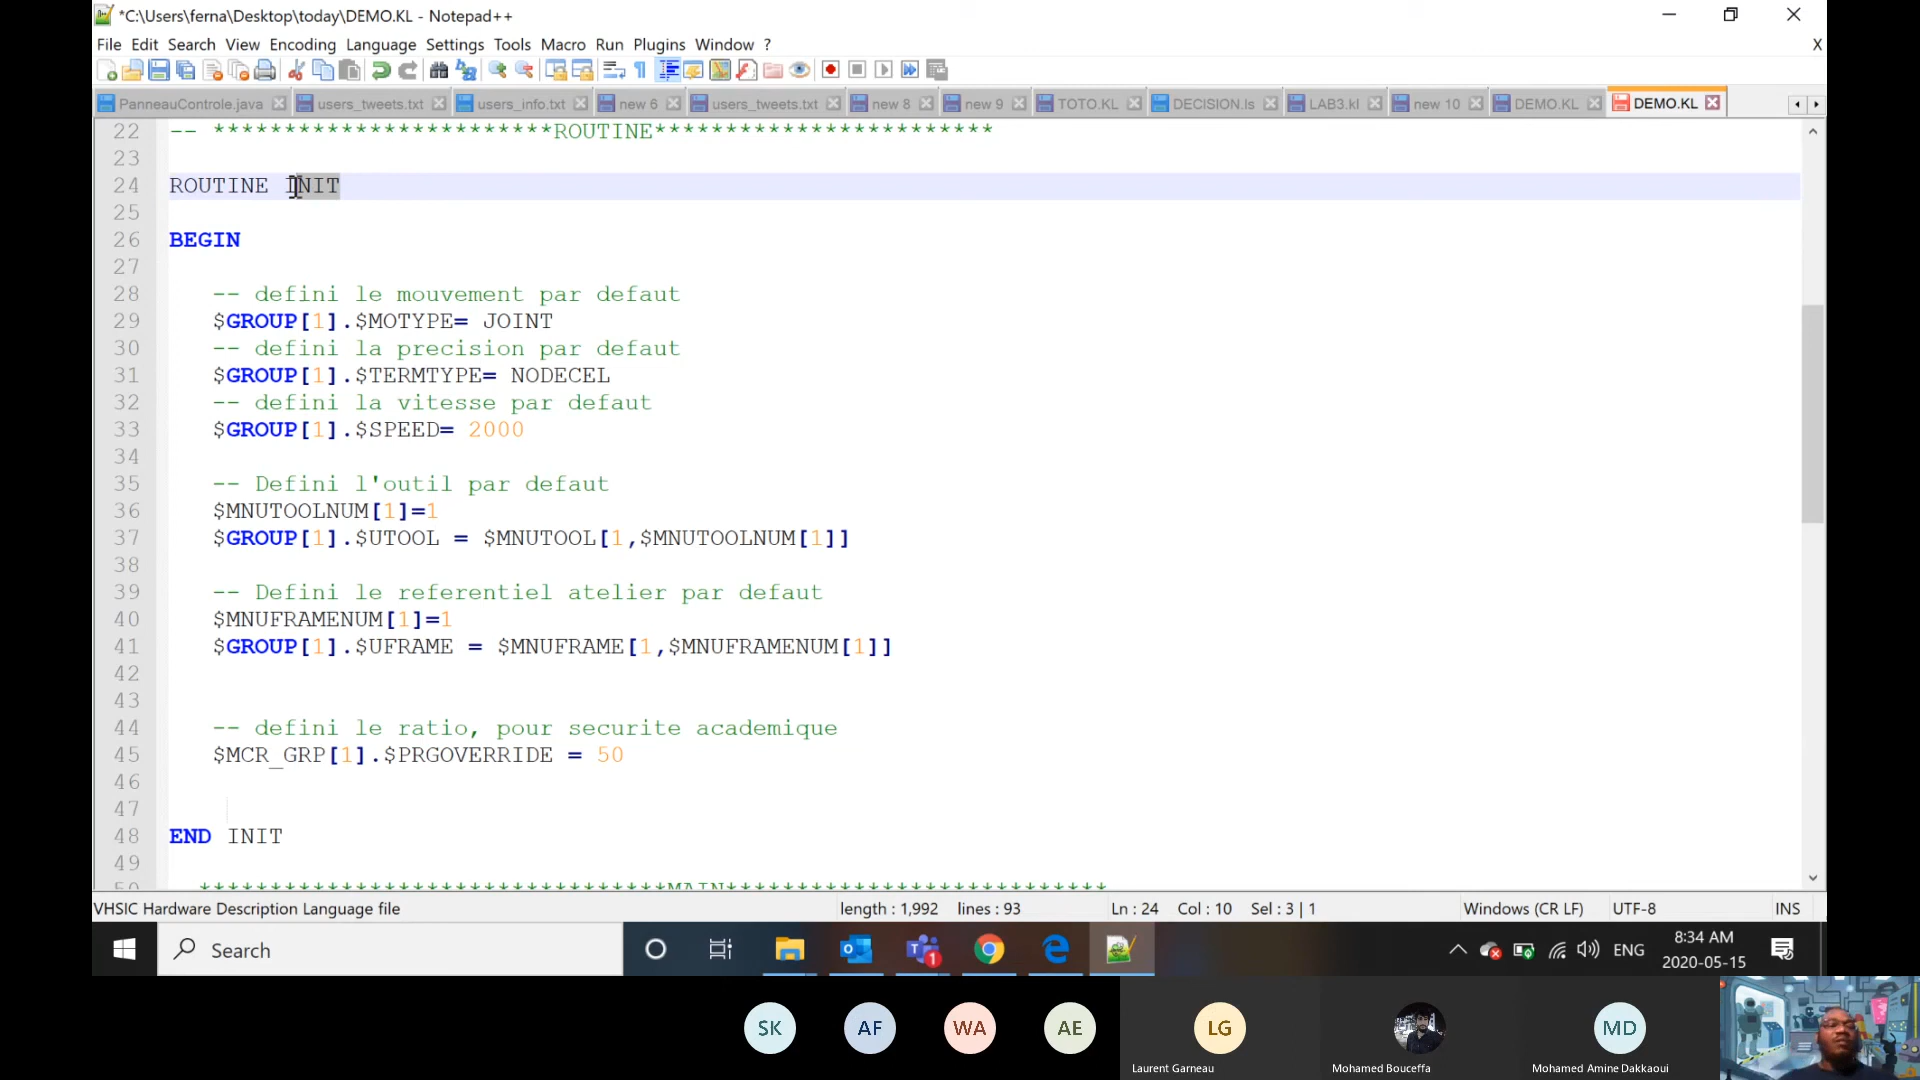 *C:\Users\ferna\Desktop\today\DEMO.KL - Notepad++
File Edit Search View Encoding Language Settings Tools Macro Run Plugins Window ? X
PanneauControle.java users_tweets.txt users_info.txt new 6 users_tweets.txt new 8 new 9 TOTO.KL DECISION.ls LAB3.kl new 10 DEMO.KL DEMO.KL
22 -- ************************ROUTINE************************
23
24 ROUTINE INIT
25
26 BEGIN
27
28 -- defini le mouvement par defaut
29 $GROUP[1].$MOTYPE= JOINT
30 -- defini la precision par defaut
31 $GROUP[1].$TERMTYPE= NODECEL
32 -- defini la vitesse par defaut
33 $GROUP[1].$SPEED= 2000
34
35 -- Defini l'outil par defaut
36 $MNUTOOLNUM[1]=1
37 $GROUP[1].$UTOOL = $MNUTOOL[1,$MNUTOOLNUM[1]]
38
39 -- Defini le referentiel atelier par defaut
40 $MNUFRAMENUM[1]=1
41 $GROUP[1].$UFRAME = $MNUFRAME[1,$MNUFRAMENUM[1]]
42
43
44 -- defini le ratio, pour securite academique
45 $MCR_GRP[1].$PRGOVERRIDE = 50
46
47
48 END INIT
49
50 *********************************MAIN***************************
VHSIC Hardware Description Language file length : 1,992 lines : 93 Ln : 24 Col : 10 Sel : 3 | 1 Windows (CR LF) UTF-8 INS
Search 1 ENG 8:34 AM
2020-05-15
SK AF WA AE LG MD
Laurent Garneau Mohamed Bouceffa Mohamed Amine Dakkaoui